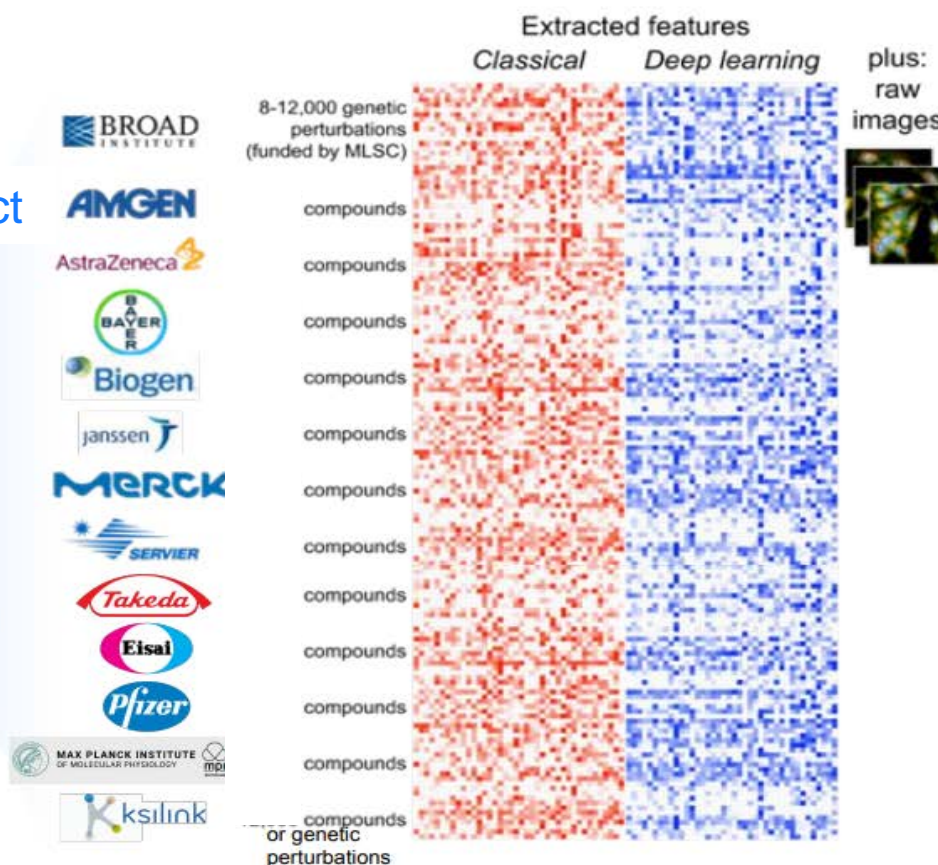 Extracted features
Classical Deep learning
plus:
raw
images
8-12,000 genetic
perturbations
(funded by MLSC)
BROAD
INSTITUTE
ct
AMGEN
compounds
AstraZeneca
compounds
BAYER
BAYER
compounds
Biogen
compounds
janssen
compounds
MERCK
compounds
SERVIER
compounds
Takeda
compounds
Eisai
compounds
Pfizer
compounds
MAX PLANCK INSTITUTE
OF MOLECULAR PHYSIOLOGY
compounds
ksilink
compounds
or genetic
perturbations